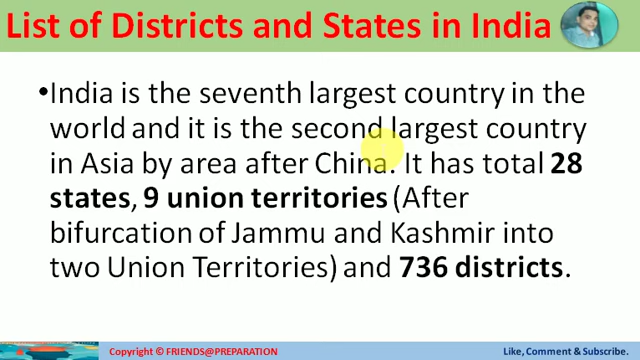 List of Districts and States in India
•India is the seventh largest country in the
world and it is the second largest country
in Asia by area after China. It has total 28
states, 9 union territories (After
bifurcation of Jammu and Kashmir into
two Union Territories) and 736 districts.
Copyright © FRIENDS@PREPARATION
Like, Comment & Subscribe.